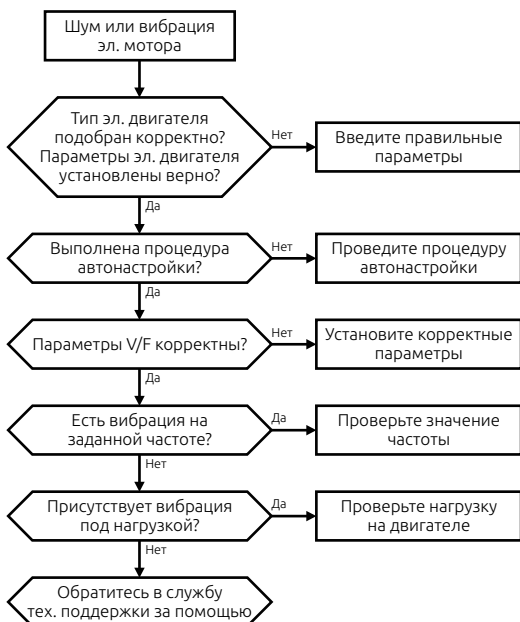 Шум или вибрация
эл. мотора
Тип эл. двигателя
подобран корректно?
Параметры эл. двигателя
установлены верно?
Нет
Введите правильные
параметры
Да
Выполнена процедура
автонастройки?
Нет
Проведите процедуру
автонастройки
Да
Параметры V/F корректны?
Нет
Установите корректные
параметры
Да
Есть вибрация на
заданной частоте?
Да
Проверьте значение
частоты
Нет
Присутствует вибрация
под нагрузкой?
Да
Проверьте нагрузку
на двигателе
Нет
Обратитесь в службу
тех. поддержки за помощью